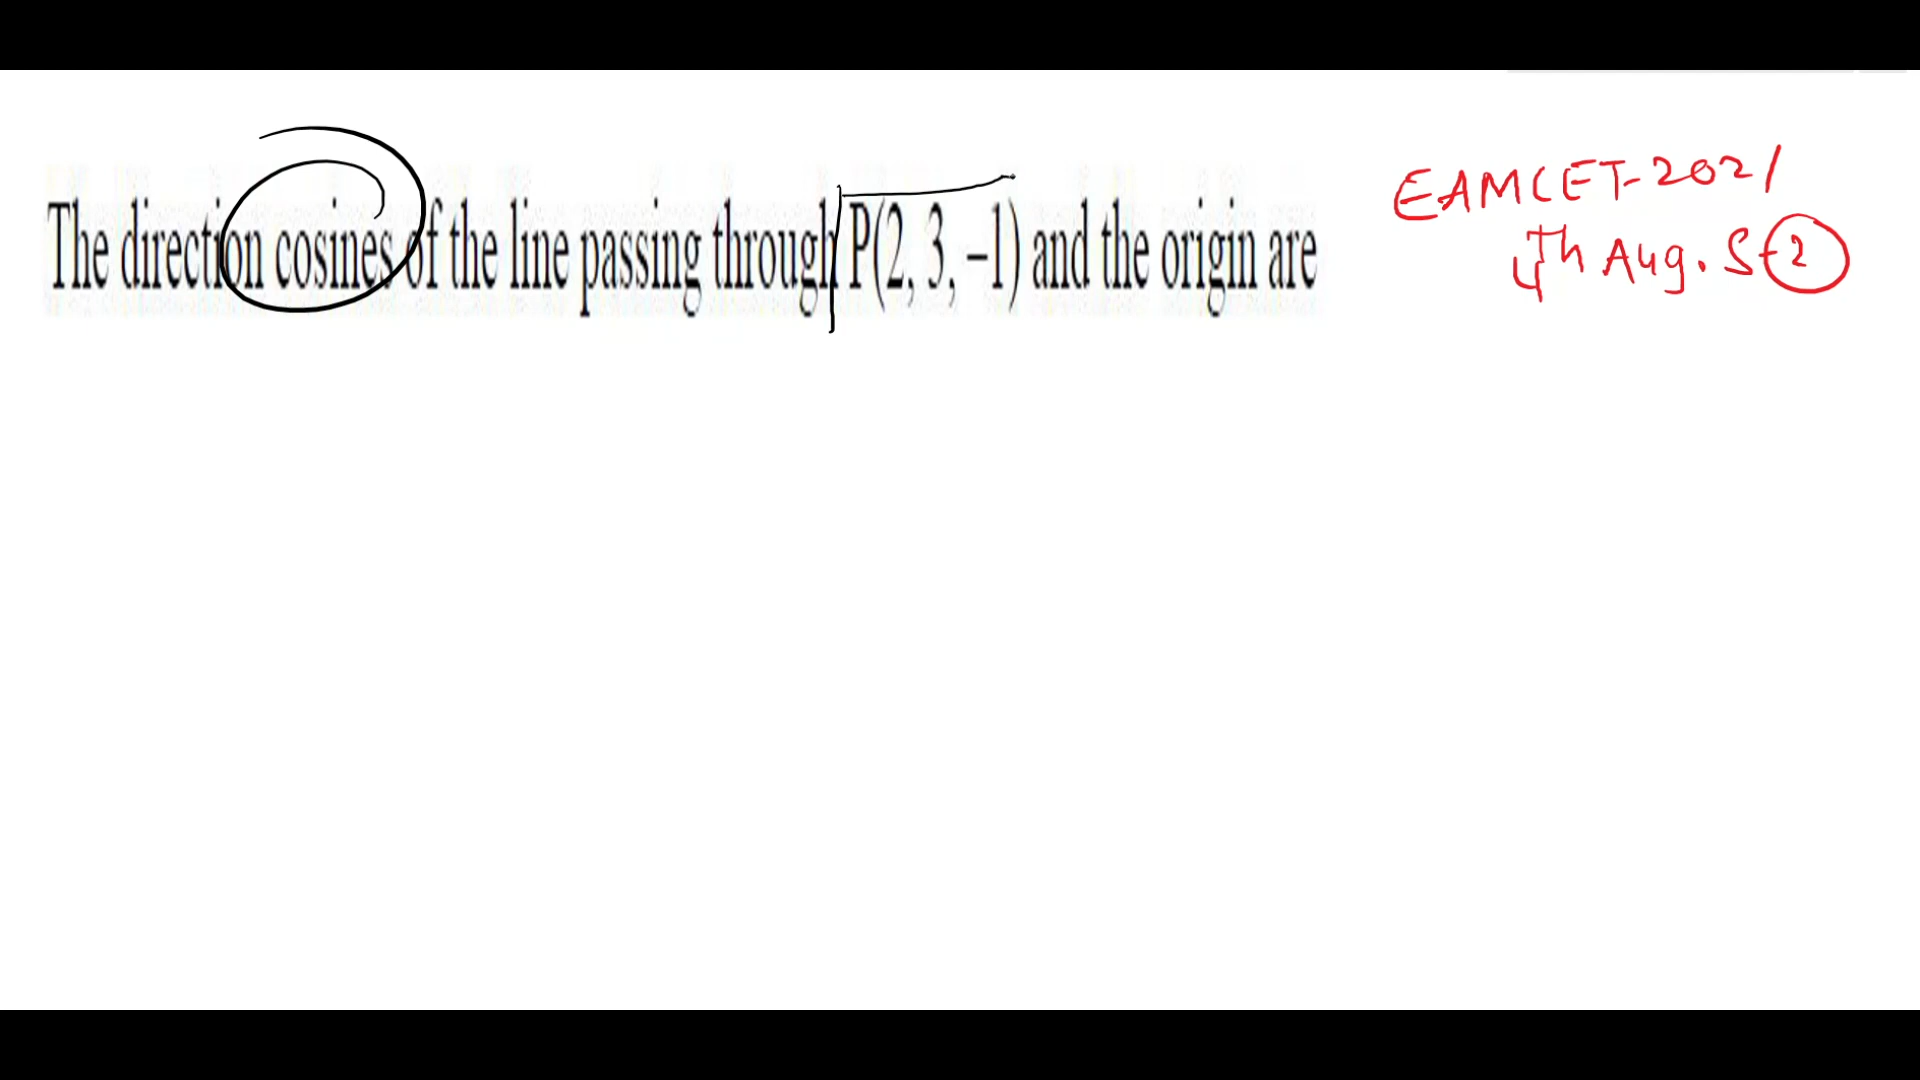 The direction cosines of the line passing through P(2, 3, –1) and the origin are
EAMCET-2021
4th Aug. S-2